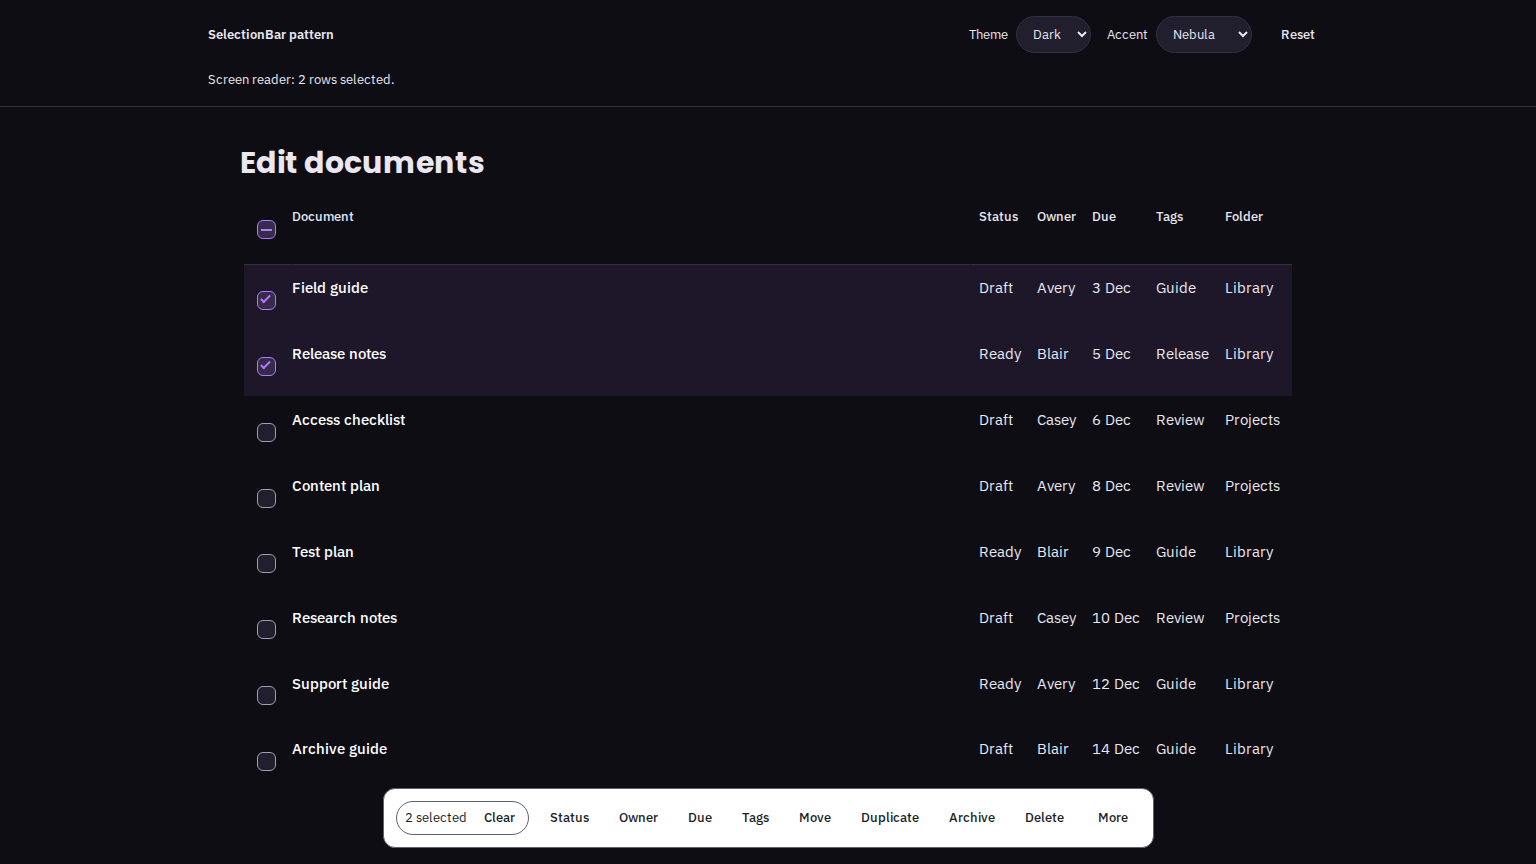 SelectionBar pattern Theme Dark Accent Nebula Reset
Screen reader: 2 rows selected.
Edit documents
Document Status Owner Due Tags Folder
Field guide Draft Avery 3 Dec Guide Library
Release notes Ready Blair 5 Dec Release Library
Access checklist Draft Casey 6 Dec Review Projects
Content plan Draft Avery 8 Dec Review Projects
Test plan Ready Blair 9 Dec Guide Library
Research notes Draft Casey 10 Dec Review Projects
Support guide Ready Avery 12 Dec Guide Library
Archive guide Draft Blair 14 Dec Guide Library
2 selected Clear Status Owner Due Tags Move Duplicate Archive Delete More